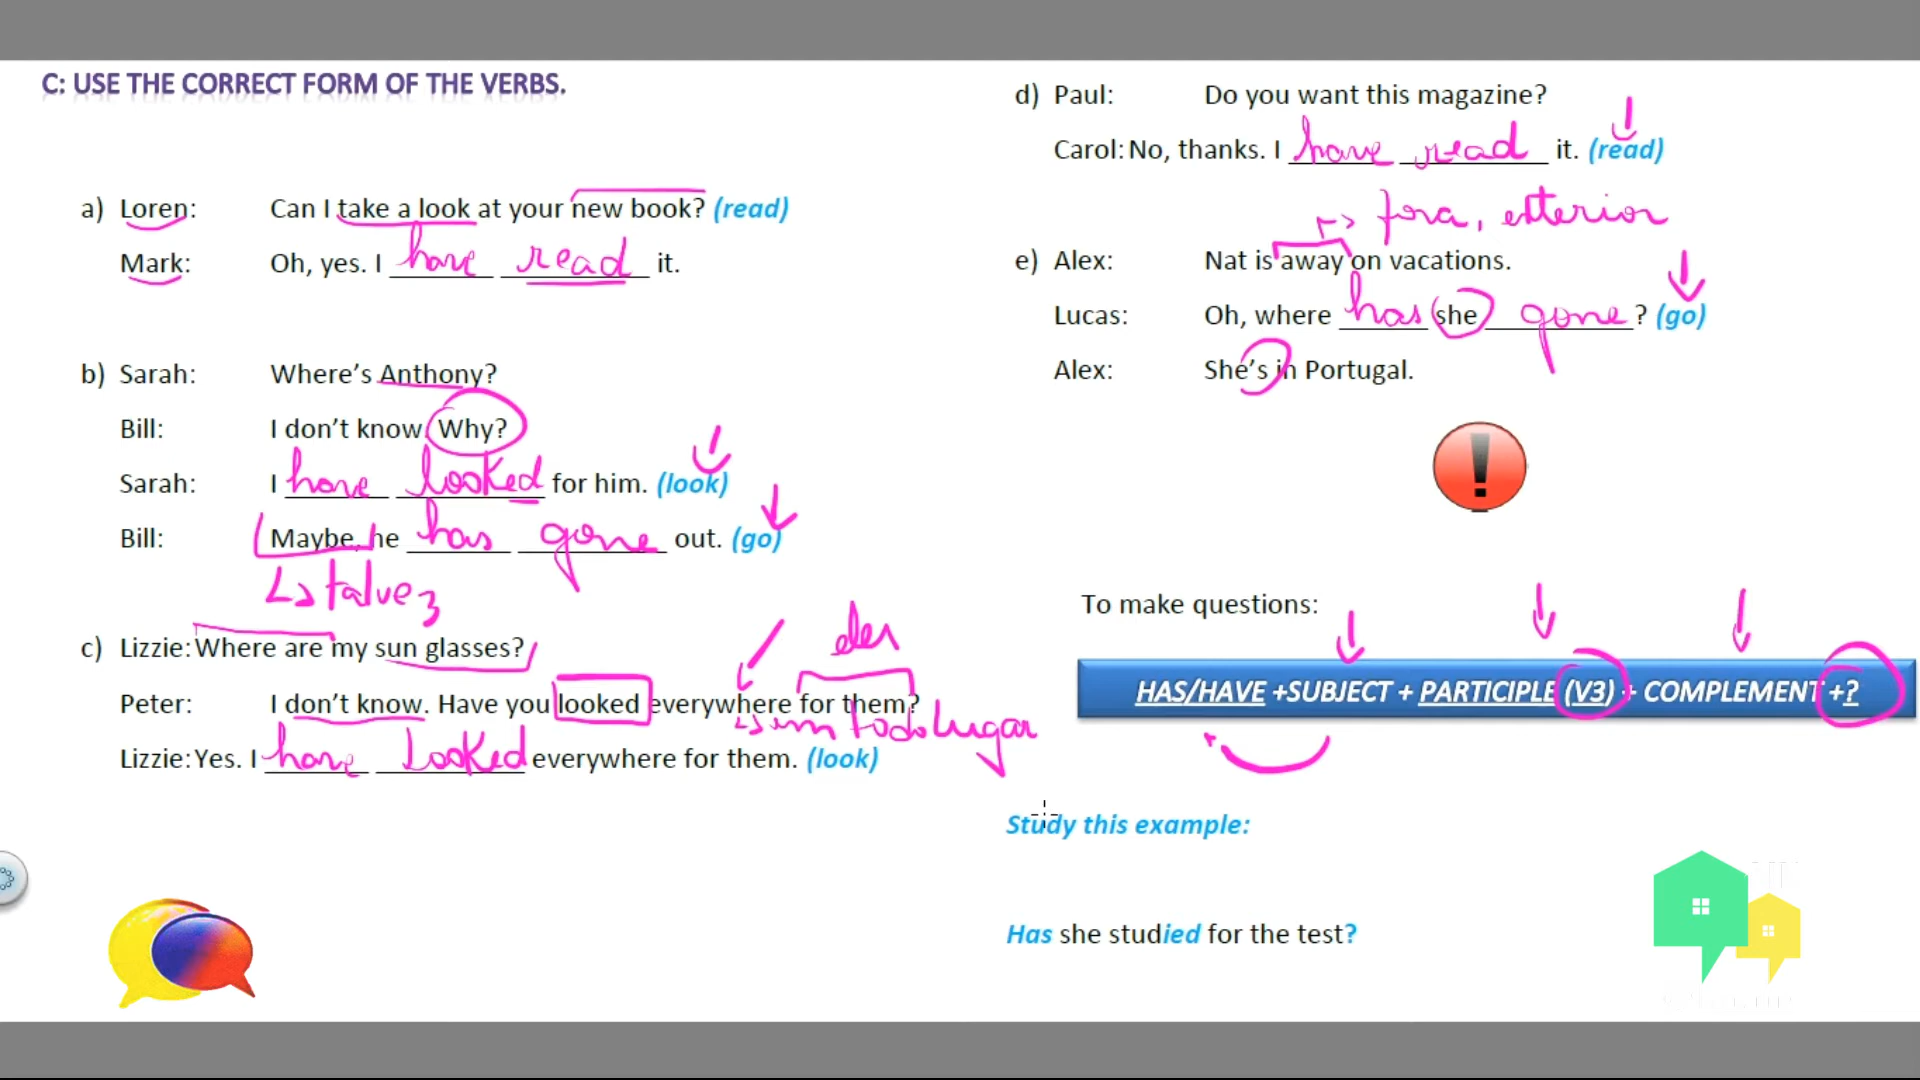 C: USE THE CORRECT FORM OF THE VERBS.
a) Loren: Can I take a look at your new book? (read)
Mark: Oh, yes. I have read it.
b) Sarah: Where's Anthony?
Bill: I don't know. Why?
Sarah: I have looked for him. (look)
Bill: Maybe, he has gone out. (go)
talvez
c) Lizzie: Where are my sun glasses?
Peter: I don't know. Have you looked everywhere for them?
em todo lugar
Lizzie: Yes. I have looked everywhere for them. (look)
d) Paul: Do you want this magazine?
Carol: No, thanks. I have read it. (read)
fora, exterior
e) Alex: Nat is away on vacations.
Lucas: Oh, where has she gone? (go)
Alex: She's in Portugal.
To make questions:
HAS/HAVE +SUBJECT + PARTICIPLE (V3) + COMPLEMENT +?
Study this example:
Has she studied for the test?